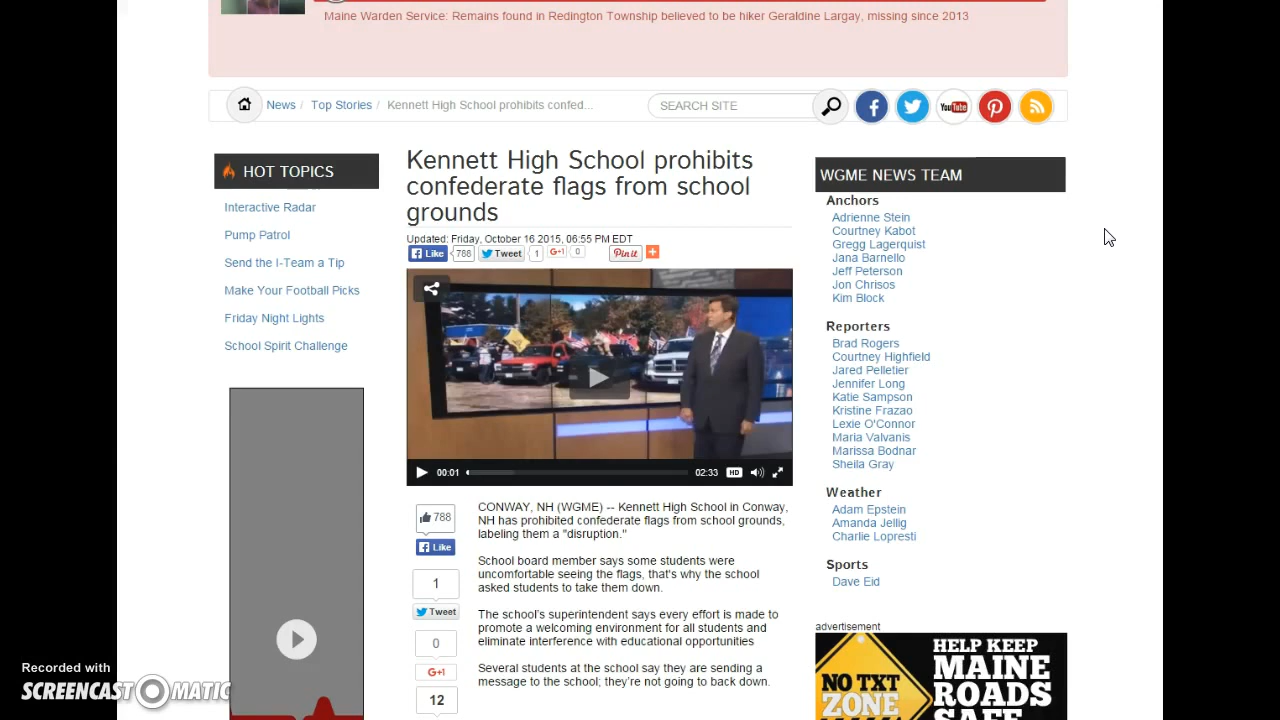 Maine Warden Service: Remains found in Redington Township believed to be hiker Geraldine Largay, missing since 2013
News / Top Stories / Kennett High School prohibits confed...
SEARCH SITE
You Tube
HOT TOPICS
Interactive Radar
Pump Patrol
Send the I-Team a Tip
Make Your Football Picks
Friday Night Lights
School Spirit Challenge
Kennett High School prohibits
confederate flags from school
grounds
Updated: Friday, October 16 2015, 06:55 PM EDT
Like 788 Tweet 1 G+1 0 Pin it
00:01 02:33 HD
788
Like
1
Tweet
0
G+1
12
CONWAY, NH (WGME) -- Kennett High School in Conway,
NH has prohibited confederate flags from school grounds,
labeling them a "disruption."
School board member says some students were
uncomfortable seeing the flags, that's why the school
asked students to take them down.
The school's superintendent says every effort is made to
promote a welcoming environment for all students and
eliminate interference with educational opportunities
Several students at the school say they are sending a
message to the school; they're not going to back down.
WGME NEWS TEAM
Anchors
Adrienne Stein
Courtney Kabot
Gregg Lagerquist
Jana Barnello
Jeff Peterson
Jon Chrisos
Kim Block
Reporters
Brad Rogers
Courtney Highfield
Jared Pelletier
Jennifer Long
Katie Sampson
Kristine Frazao
Lexie O'Connor
Maria Valvanis
Marissa Bodnar
Sheila Gray
Weather
Adam Epstein
Amanda Jellig
Charlie Lopresti
Sports
Dave Eid
advertisement
NO TXT
ZONE
HELP KEEP
MAINE
ROADS
SAFE
Recorded with
SCREENCAST-O-MATIC